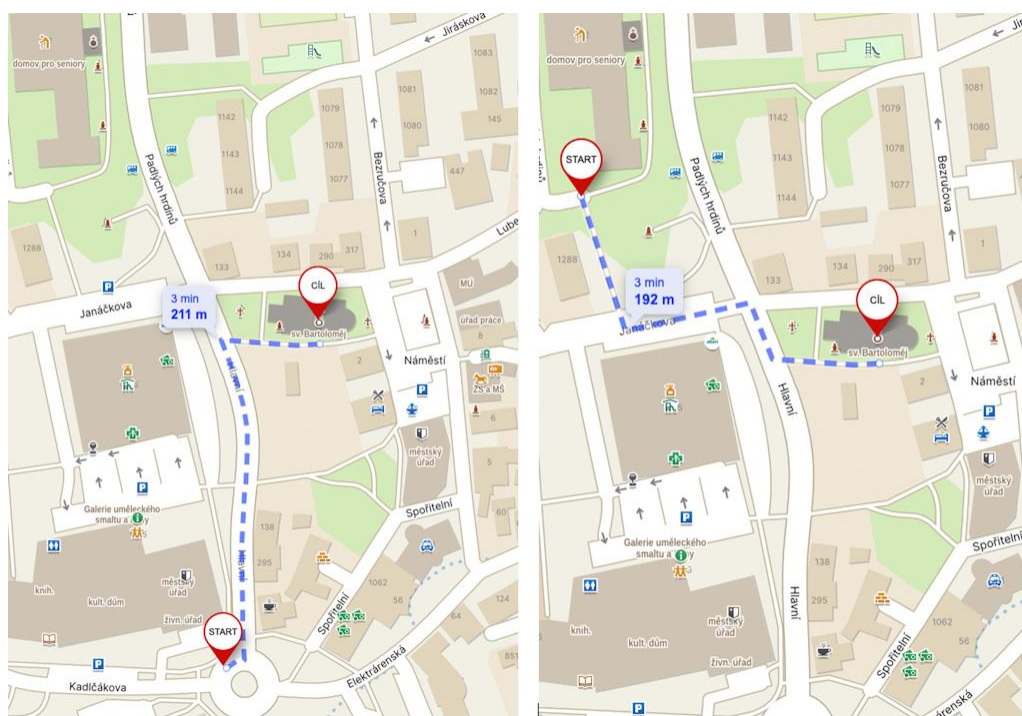 Jiráskova
domov pro seniory
1083
1081
1082
1079
1142
145
1080
1078
1143
Padlých hrdinů
Bezručova
447
1077
1144
1
Lube
1288
134
290
317
133
CÍL
MÚ
3 min
211 m
Janáčkova
úřad práce
sv. Bartoloměj
8
2
Náměstí
ZŠ a MŠ
Hlavní
6
městský
úřad
5
Galerie uměleckého
smaltu a
Spořitelní
60
138
295
městský
úřad
knih.
kult. dům
živn. úřad
1062
56
124
64
Spořitelní
START
Kadlčákova
Elektrárenská
851
Jiráskova
domov pro seniory
1081
1079
1142
1080
1078
START
1143
Padlých hrdinů
Bezručova
1077
1144
1
1288
134
290
317
133
CÍL
3 min
192 m
Janáčkova
sv. Bartoloměj
2
Náměstí
Hlavní
městský
úřad
Galerie uměleckého
smaltu a
Spořitelní
138
295
Hlavní
městský
úřad
knih.
kult. dům
živn. úřad
1062
56
Spořitelní
renská